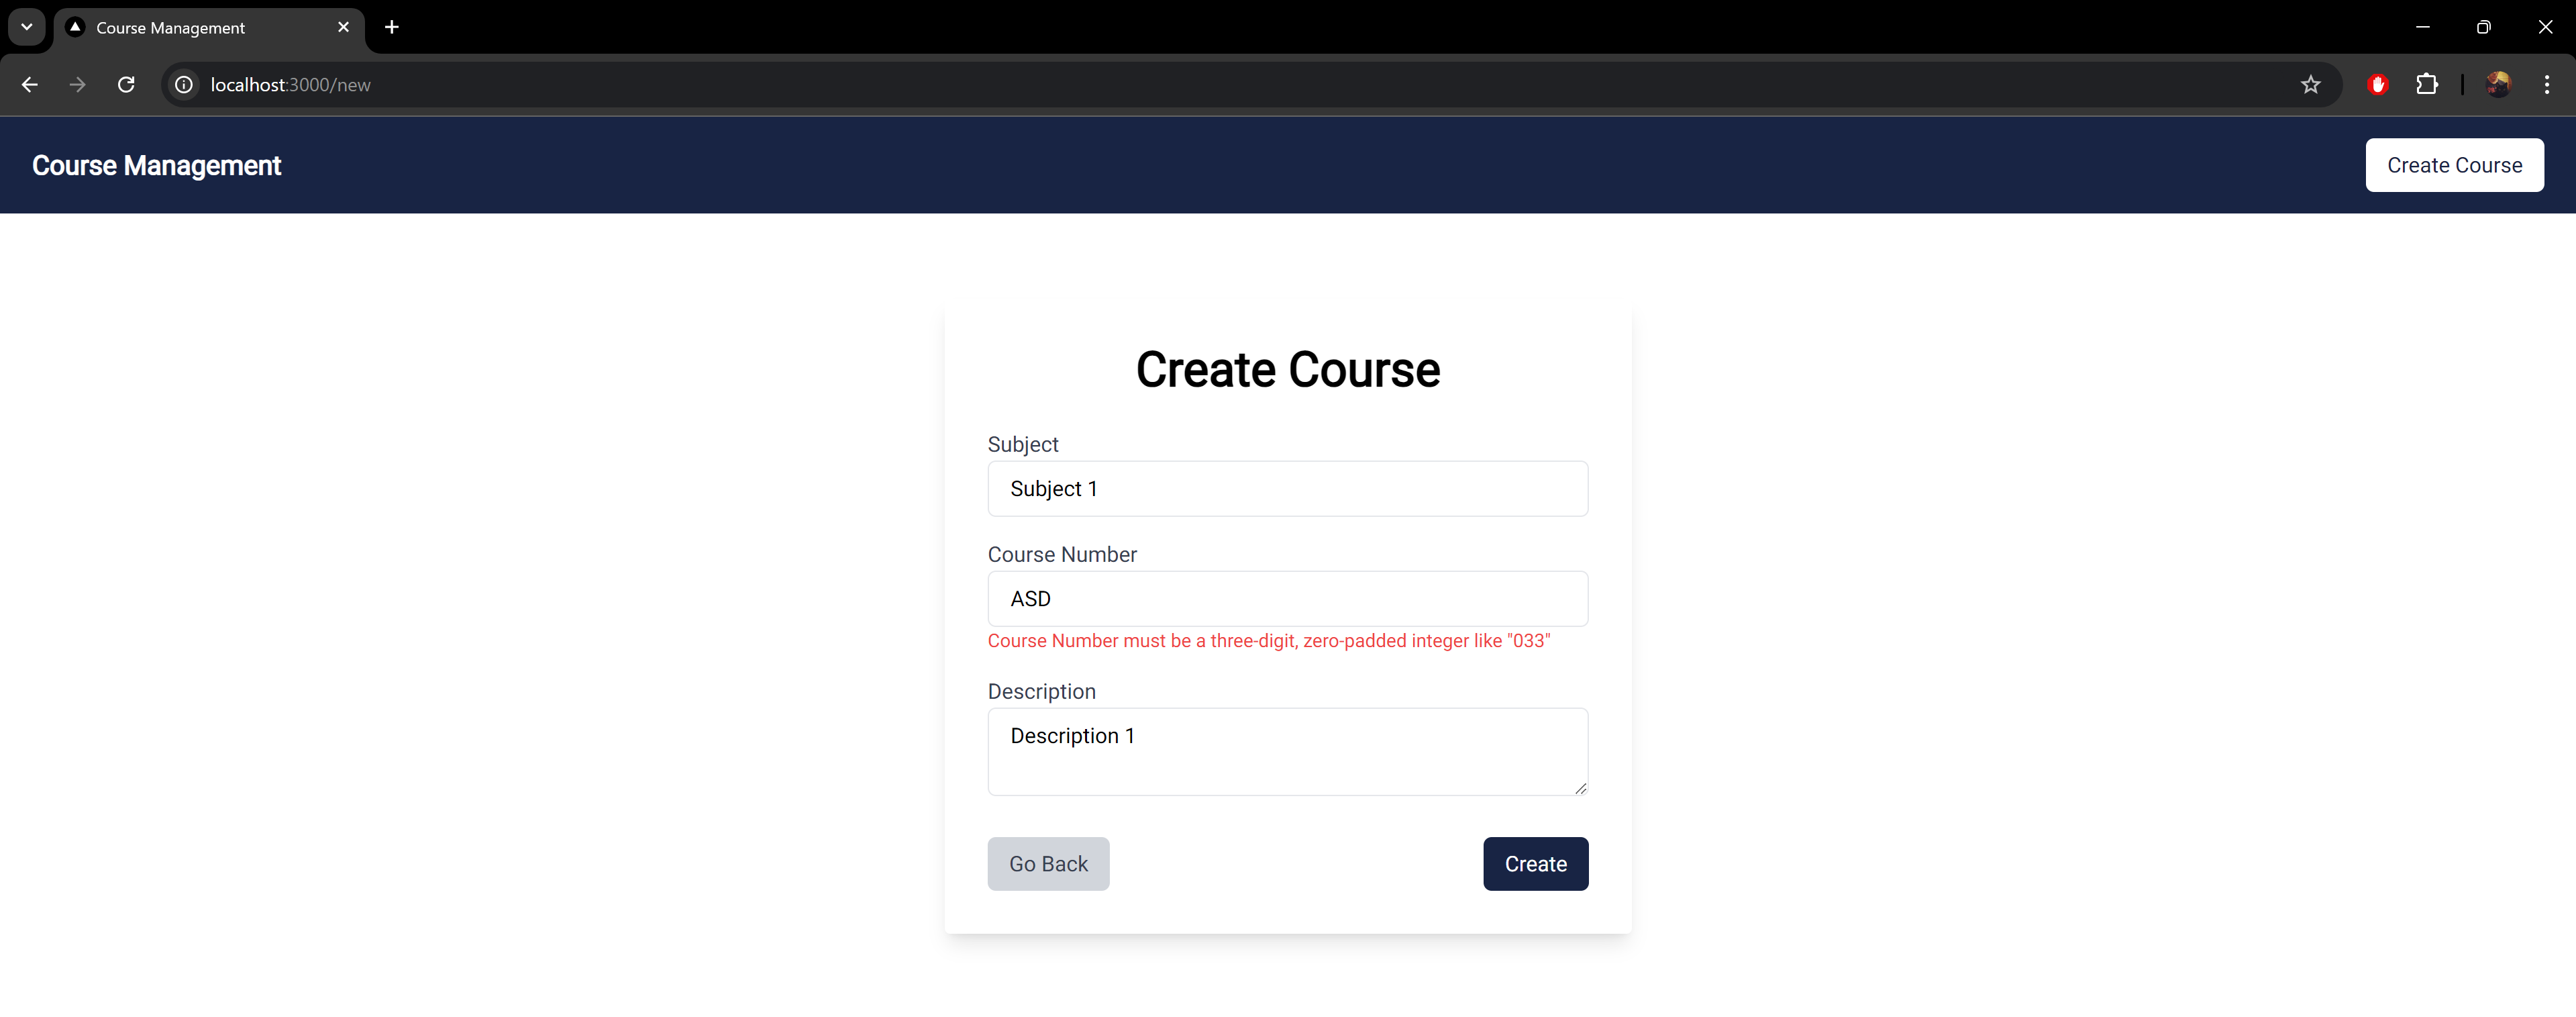 Course Management
localhost:3000/new
Course Management
Create Course
Create Course
Subject
Subject 1
Course Number
ASD
Course Number must be a three-digit, zero-padded integer like "033"
Description
Description 1
Go Back
Create